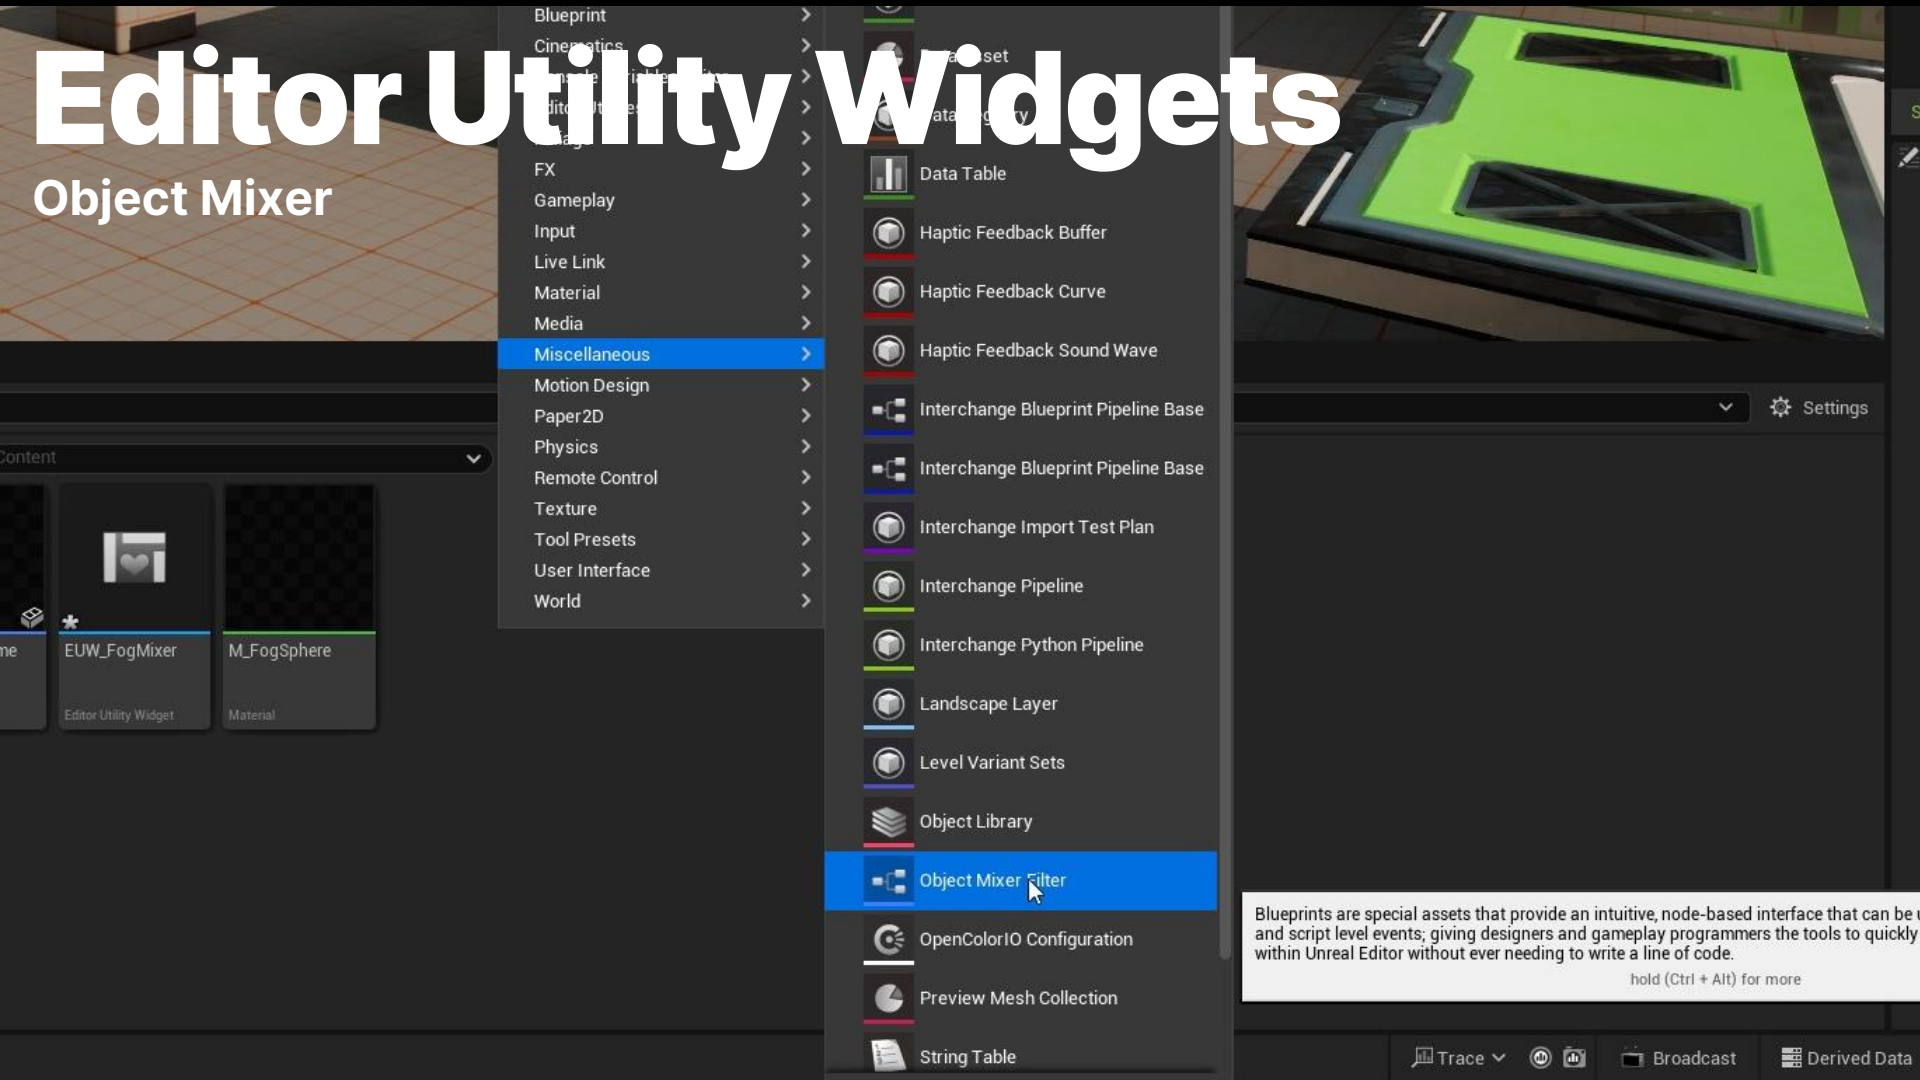 Editor Utility Widgets
Object Mixer
Blueprint
Cinematics
FX
Gameplay
Input
Live Link
Material
Media
Miscellaneous
Motion Design
Paper2D
Physics
Remote Control
Texture
Tool Presets
User Interface
World
Data Table
Haptic Feedback Buffer
Haptic Feedback Curve
Haptic Feedback Sound Wave
Interchange Blueprint Pipeline Base
Interchange Blueprint Pipeline Base
Interchange Import Test Plan
Interchange Pipeline
Interchange Python Pipeline
Landscape Layer
Level Variant Sets
Object Library
Object Mixer Filter
OpenColorIO Configuration
Preview Mesh Collection
String Table
Settings
Content
EUW_FogMixer
Editor Utility Widget
M_FogSphere
Material
Blueprints are special assets that provide an intuitive, node-based interface that can be
and script level events; giving designers and gameplay programmers the tools to quickly
within Unreal Editor without ever needing to write a line of code.
hold (Ctrl + Alt) for more
Trace
Broadcast
Derived Data